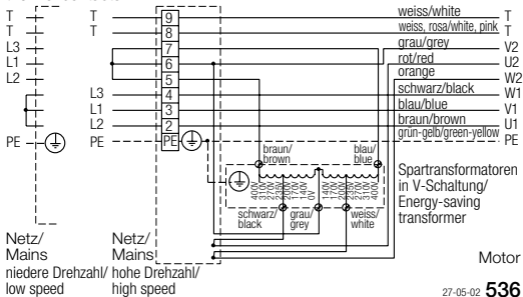 T T 9 weiss/white T
T T 8 weiss, rosa/white, pink T
L3 7 grau/grey V2
L1 6 rot/red U2
L2 5 orange W2
L3 4 schwarz/black W1
L1 3 blau/blue V1
L2 2 braun/brown U1
PE PE PE grün-gelb/green-yellow PE
braun/
brown
blau/
blue
Spartransformatoren
in V-Schaltung/
Energy-saving
transformer
400V
0V
400V
schwarz/
black
grau/
grey
weiss/
white
Netz/
Mains
niedere Drehzahl/
low speed
Netz/
Mains
hohe Drehzahl/
high speed
Motor
27-05-02 536